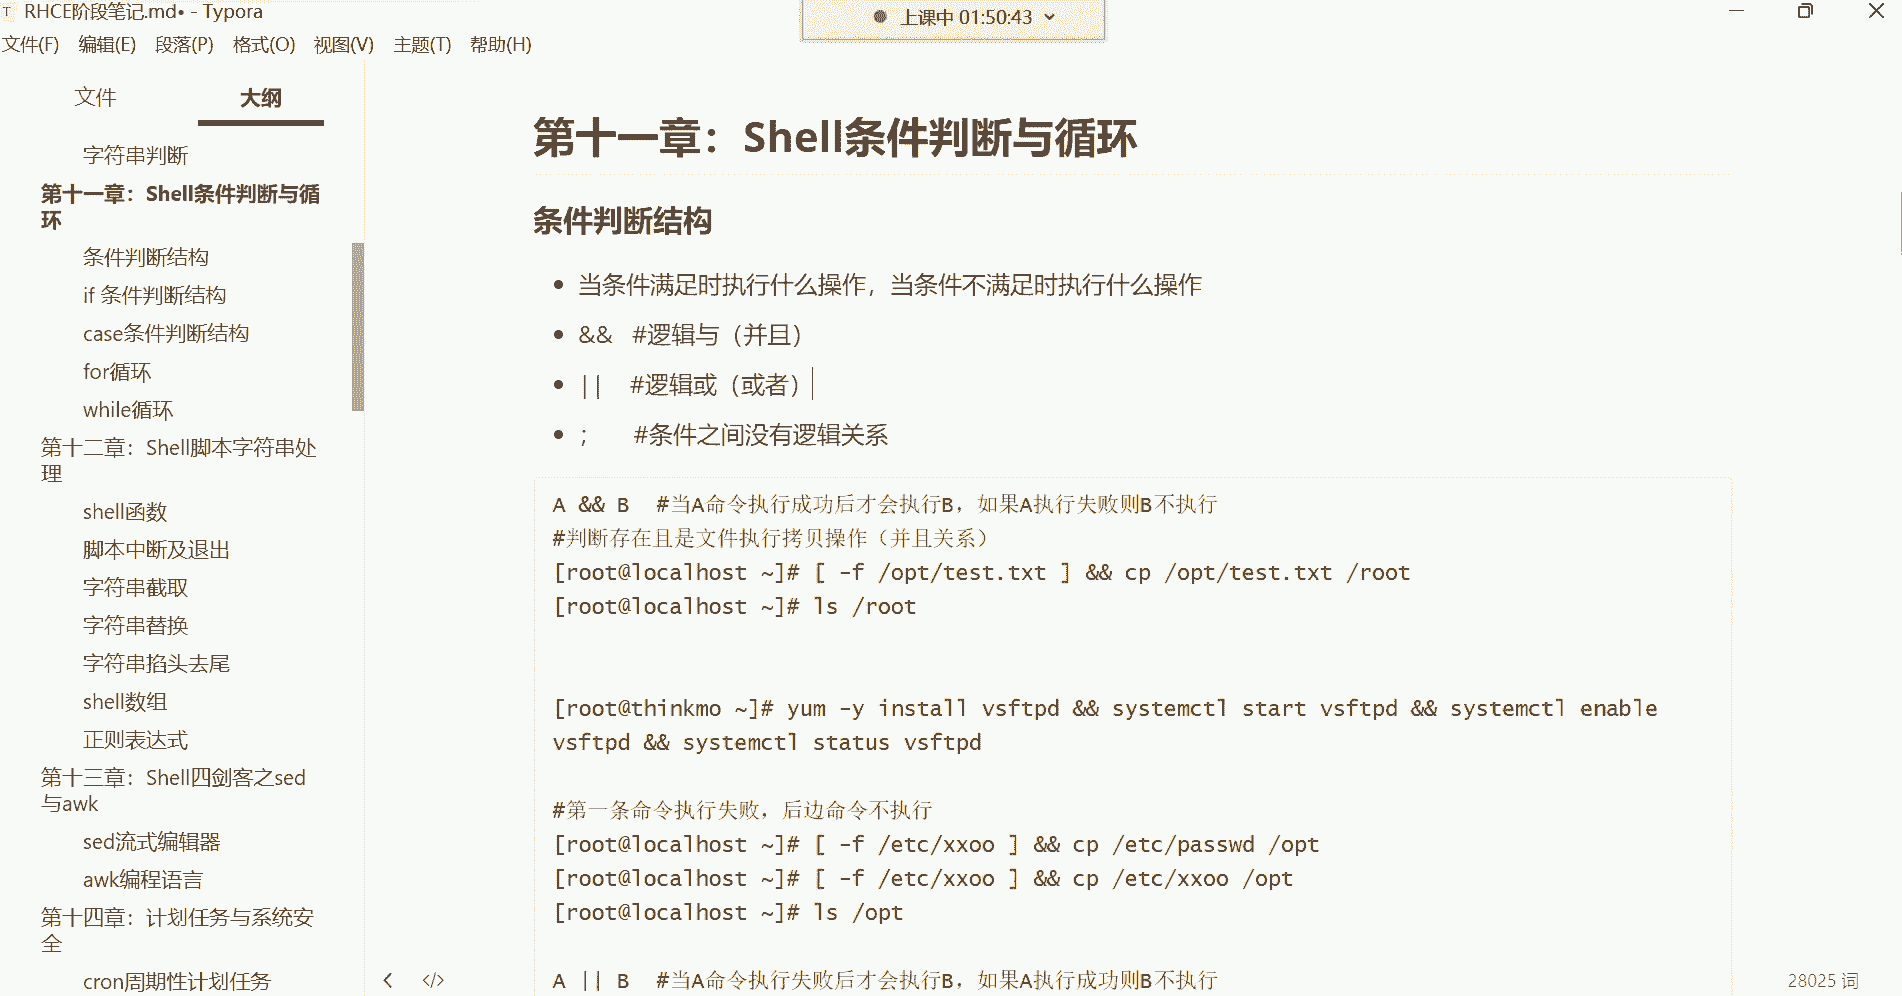 RHCE阶段笔记.md• - Typora
上课中 01:50:43
文件(F) 编辑(E) 段落(P) 格式(O) 视图(V) 主题(T) 帮助(H)
文件 大纲
字符串判断
第十一章：Shell条件判断与循
环
条件判断结构
if 条件判断结构
case条件判断结构
for循环
while循环
第十二章：Shell脚本字符串处
理
shell函数
脚本中断及退出
字符串截取
字符串替换
字符串掐头去尾
shell数组
正则表达式
第十三章：Shell四剑客之sed
与awk
sed流式编辑器
awk编程语言
第十四章：计划任务与系统安
全
cron周期性计划任务
第十一章：Shell条件判断与循环
条件判断结构
• 当条件满足时执行什么操作，当条件不满足时执行什么操作
• && #逻辑与（并且）
• || #逻辑或（或者）
• ; #条件之间没有逻辑关系
A && B #当A命令执行成功后才会执行B，如果A执行失败则B不执行
#判断存在且是文件执行拷贝操作（并且关系）
[root@localhost ~]# [ -f /opt/test.txt ] && cp /opt/test.txt /root
[root@localhost ~]# ls /root
[root@thinkmo ~]# yum -y install vsftpd && systemctl start vsftpd && systemctl enable
vsftpd && systemctl status vsftpd
#第一条命令执行失败，后边命令不执行
[root@localhost ~]# [ -f /etc/xxoo ] && cp /etc/passwd /opt
[root@localhost ~]# [ -f /etc/xxoo ] && cp /etc/xxoo /opt
[root@localhost ~]# ls /opt
A || B #当A命令执行失败后才会执行B，如果A执行成功则B不执行
</> 28025 词